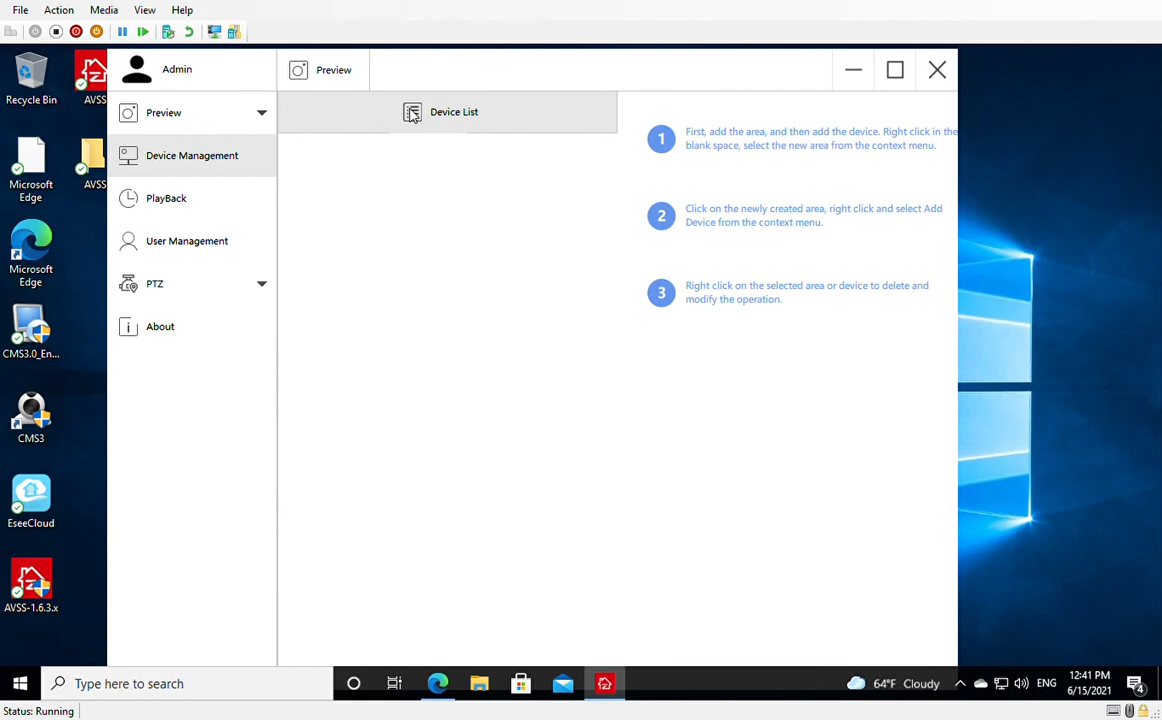 File Action Media View Help
Recycle Bin
AVSS
Admin
Preview
Preview
Device List
Device Management
PlayBack
User Management
PTZ
About
1 First, add the area, and then add the device. Right click in the
blank space, select the new area from the context menu.
2 Click on the newly created area, right click and select Add
Device from the context menu.
3 Right click on the selected area or device to delete and
modify the operation.
Microsoft
Edge
AVSS
Microsoft
Edge
CMS3.0_En...
CMS3
EseeCloud
AVSS-1.6.3.x
Type here to search
64°F Cloudy
ENG
12:41 PM
6/15/2021
4
Status: Running